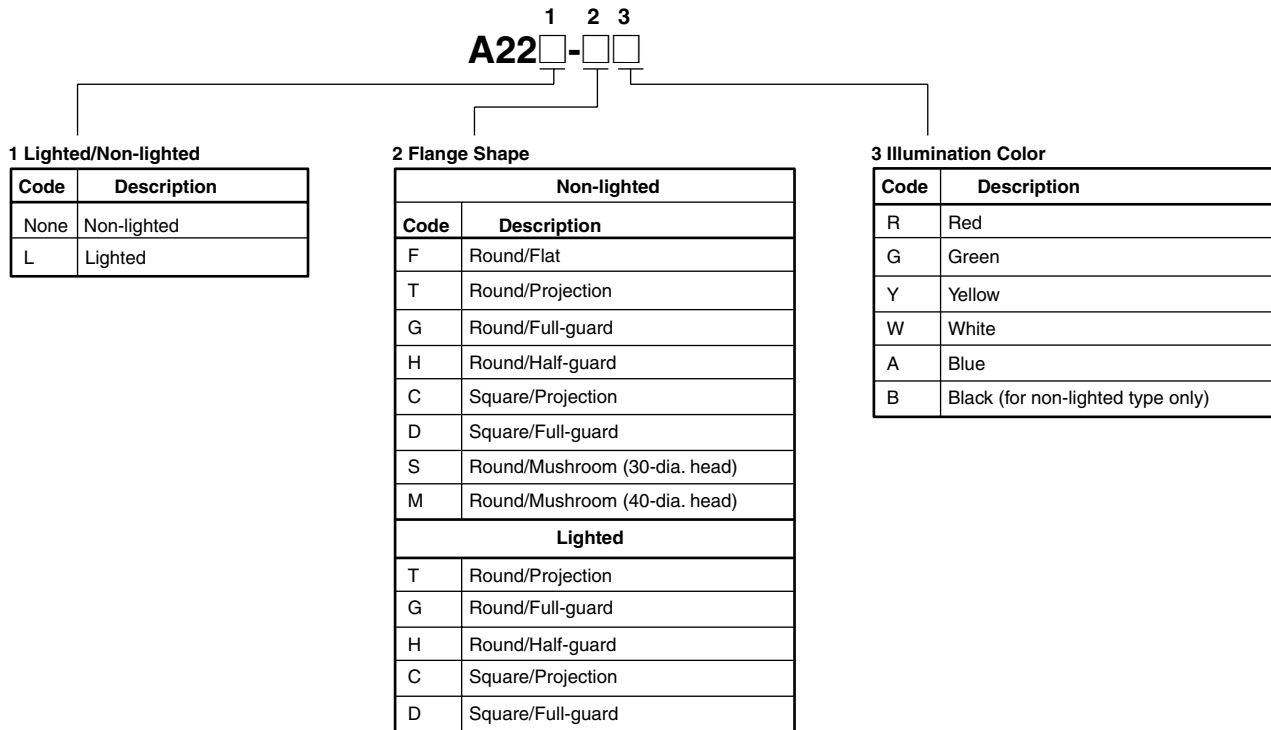 1 2 3
A22□-□□
1 Lighted/Non-lighted
Code Description
None Non-lighted
L Lighted
2 Flange Shape
Non-lighted
Code Description
F Round/Flat
T Round/Projection
G Round/Full-guard
H Round/Half-guard
C Square/Projection
D Square/Full-guard
S Round/Mushroom (30-dia. head)
M Round/Mushroom (40-dia. head)
Lighted
T Round/Projection
G Round/Full-guard
H Round/Half-guard
C Square/Projection
D Square/Full-guard
3 Illumination Color
Code Description
R Red
G Green
Y Yellow
W White
A Blue
B Black (for non-lighted type only)